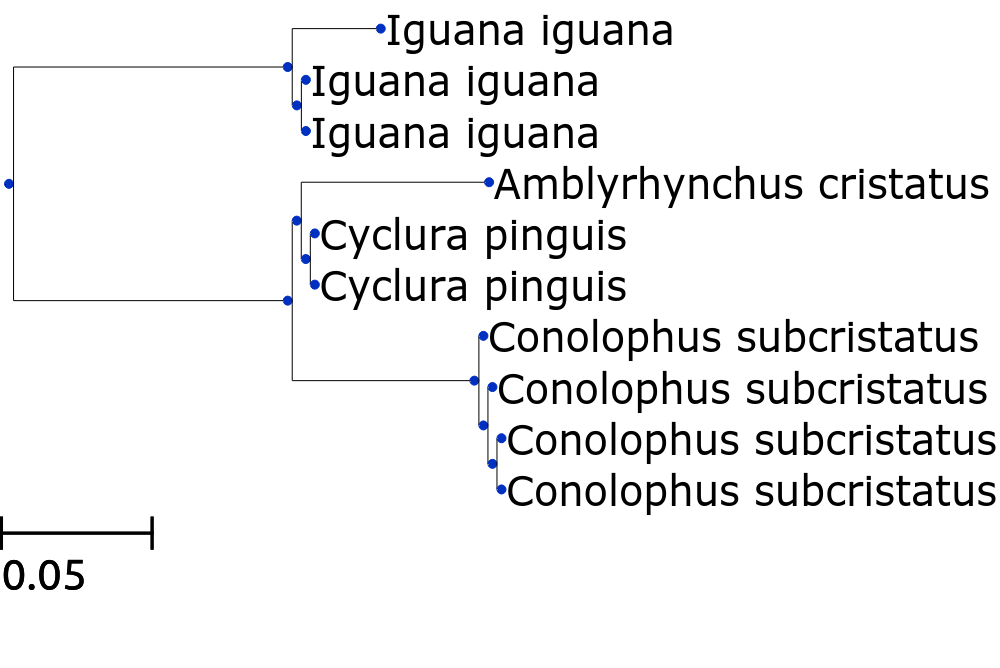 Iguana iguana
Iguana iguana
Iguana iguana
Amblyrhynchus cristatus
Cyclura pinguis
Cyclura pinguis
Conolophus subcristatus
Conolophus subcristatus
Conolophus subcristatus
Conolophus subcristatus
0.05